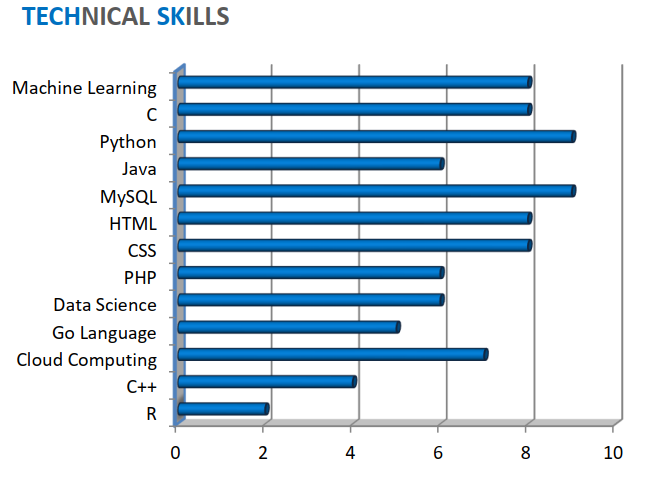 TECHNICAL SKILLS
Machine Learning
C
Python
Java
MySQL
HTML
CSS
PHP
Data Science
Go Language
Cloud Computing
C++
R
0 2 4 6 8 10